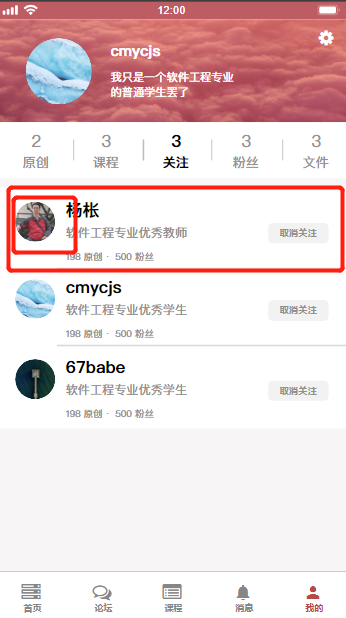 12:00
cmycjs
我只是一个软件工程专业
的普通学生罢了
2 3 3 3 3
原创 课程 关注 粉丝 文件
杨枨
软件工程专业优秀教师
取消关注
198 原创 · 500 粉丝
cmycjs
软件工程专业优秀学生
取消关注
198 原创 · 500 粉丝
67babe
软件工程专业优秀学生
取消关注
198 原创 · 500 粉丝
首页 论坛 课程 消息 我的